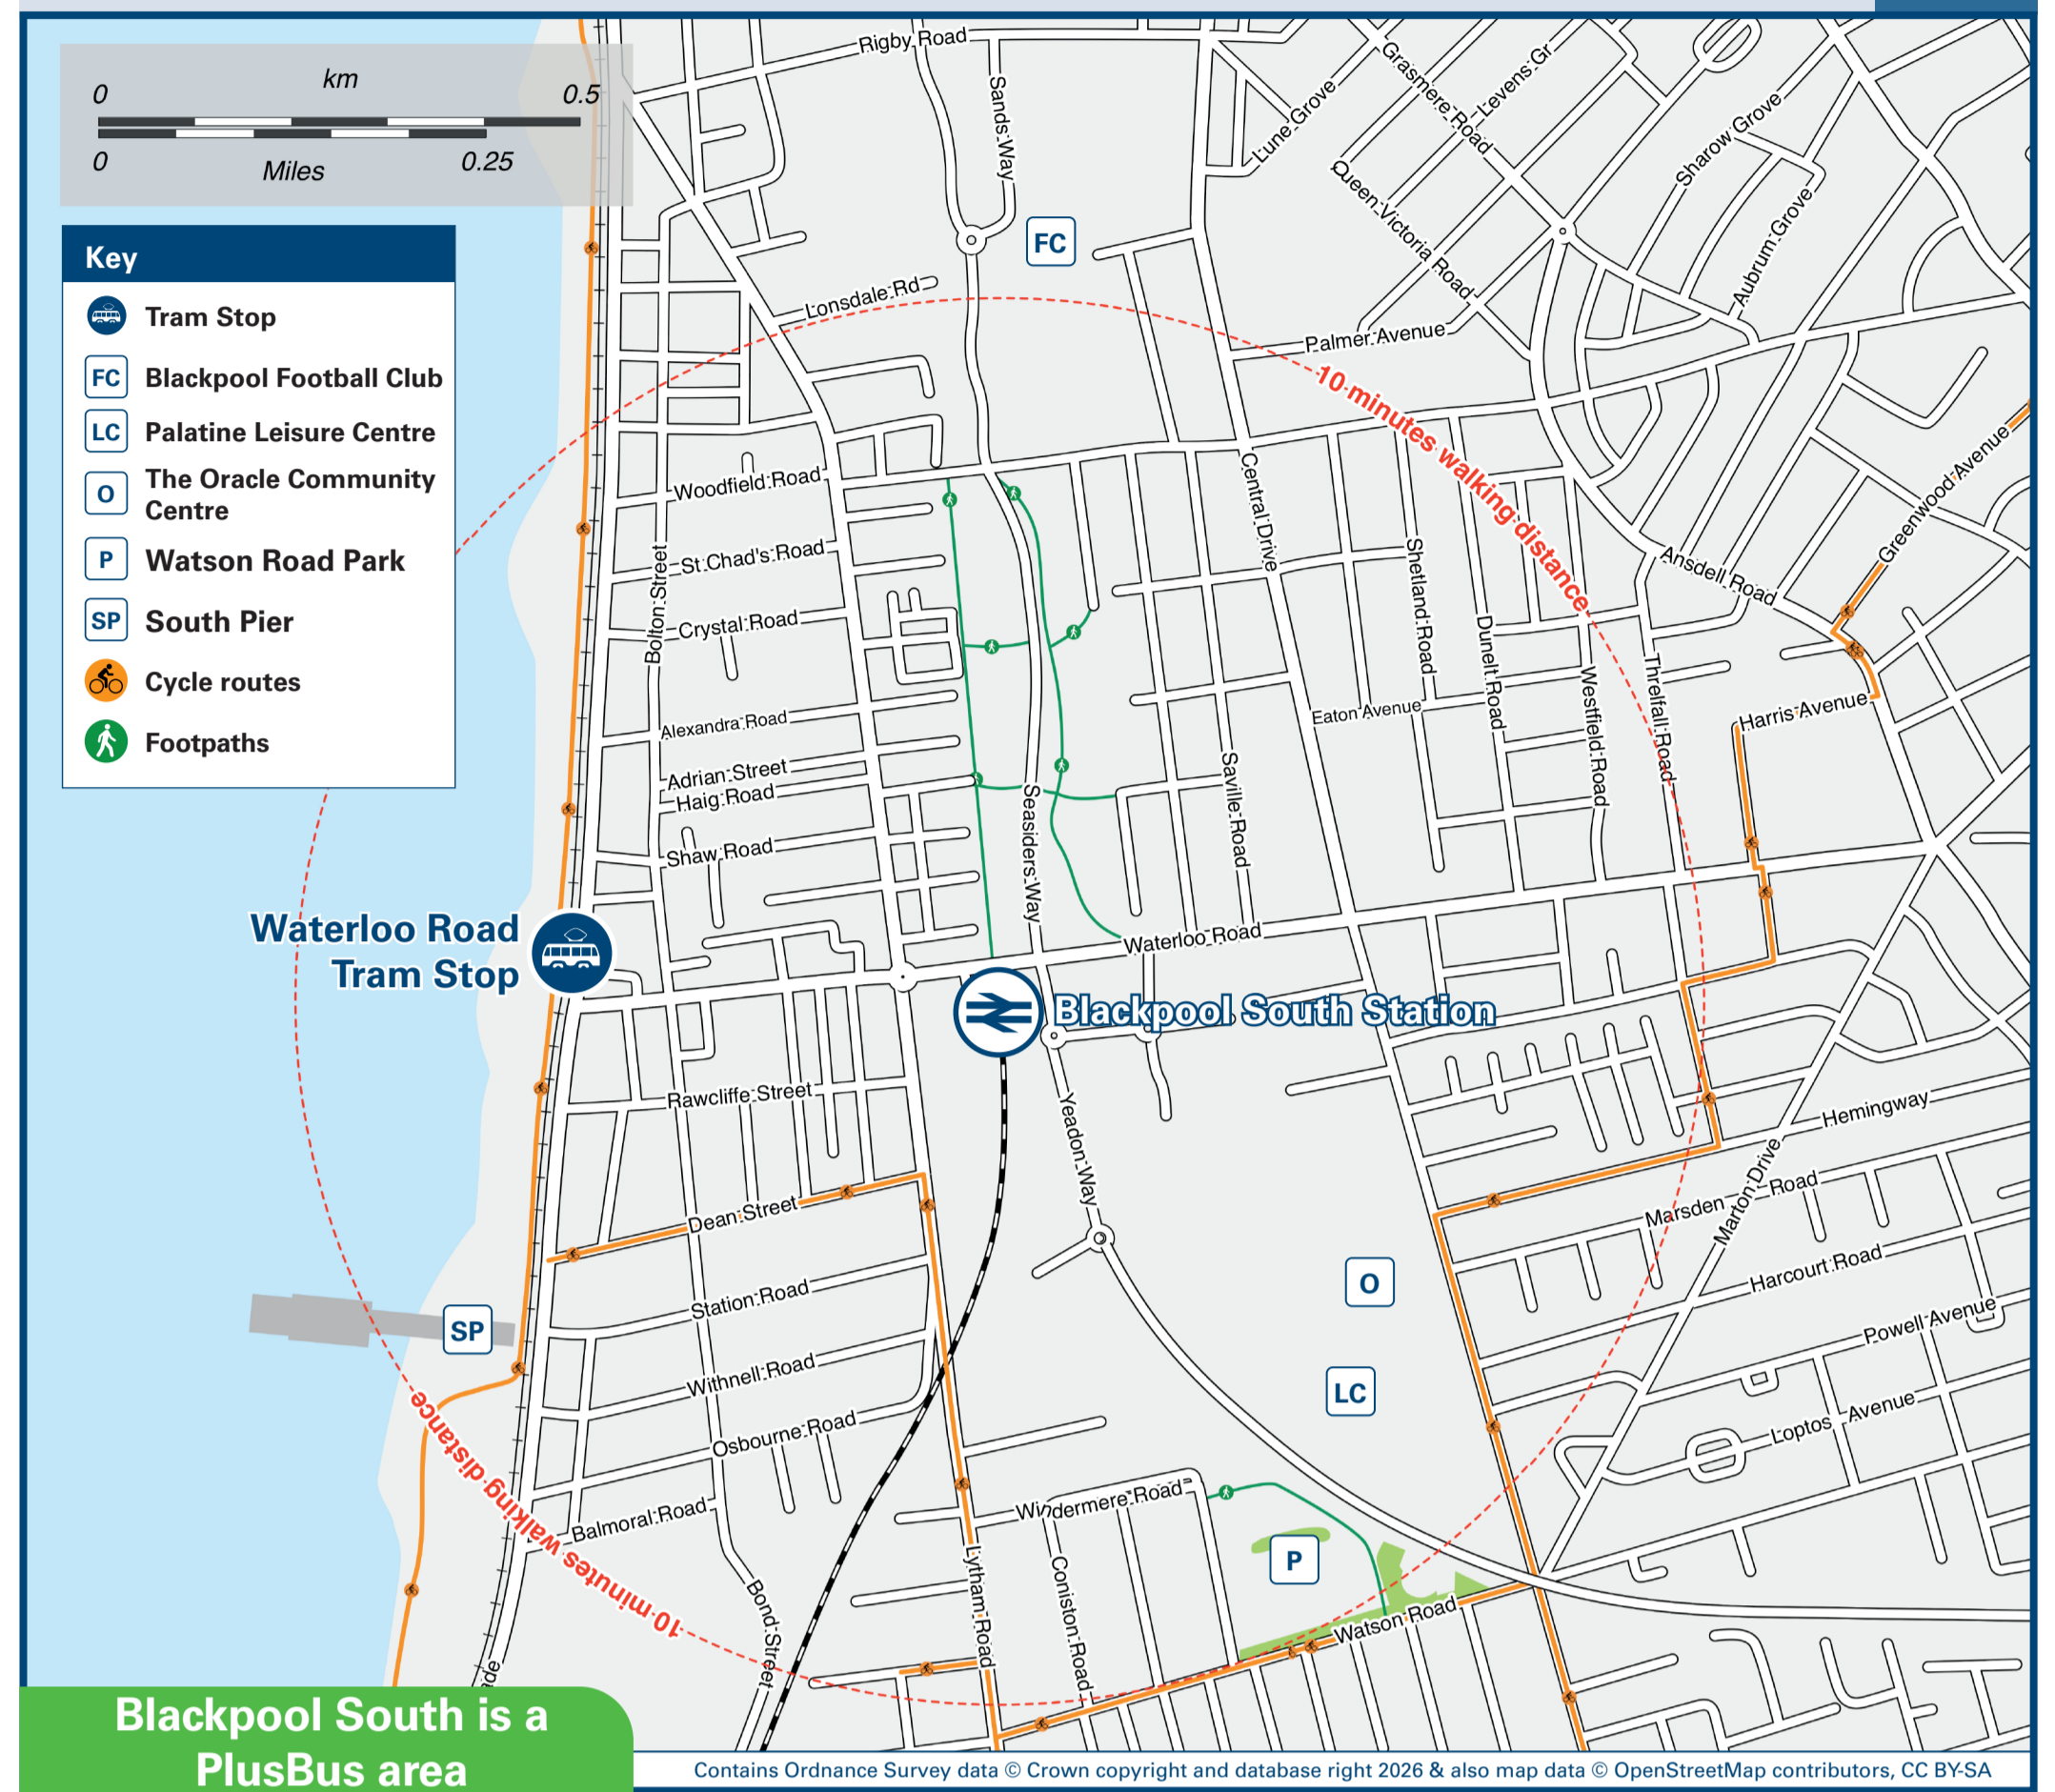 km
0
0.5
0
0.25
Miles
Key
Tram Stop
FC
Blackpool Football Club
LC
Palatine Leisure Centre
O
The Oracle Community
Centre
P
Watson Road Park
SP
South Pier
Cycle routes
Footpaths
Rigby Road
Sands Way
Lune Grove
Grasmere Road
Levens Gr
Queen Victoria Road
Sharow Grove
Aubrum Grove
FC
Lonsdale Rd
Palmer Avenue
10 minutes walking distance
Woodfield Road
St Chad's Road
Bolton Street
Crystal Road
Alexandra Road
Adrian Street
Haig Road
Shaw Road
Central Drive
Shetland Road
Dunelt Road
Westfield Road
Threlfall Road
Ansdell Road
Greenwood Avenue
Harris Avenue
Eaton Avenue
Saville Road
Seasiders Way
Waterloo Road
Waterloo Road
Tram Stop
Blackpool South Station
Rawcliffe Street
Yeadon Way
Dean Street
Station Road
Withnell Road
Osbourne Road
Balmoral Road
Bond Street
SP
10 minutes walking distance
Hemingway
Marsden Road
Marton Drive
Harcourt Road
Powell Avenue
Loptos Avenue
O
LC
Windermere Road
P
Lytham Road
Coniston Road
Watson Road
ade
Blackpool South is a
PlusBus area
Contains Ordnance Survey data © Crown copyright and database right 2026 & also map data © OpenStreetMap contributors, CC BY-SA